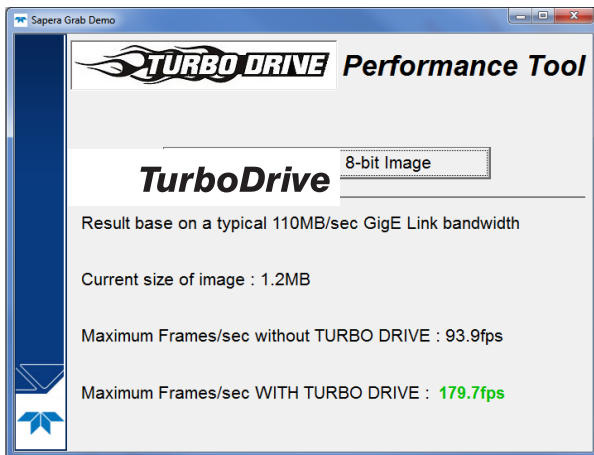 Sapera Grab Demo
TURBO DRIVE Performance Tool
8-bit Image
TurboDrive
Result base on a typical 110MB/sec GigE Link bandwidth
Current size of image : 1.2MB
Maximum Frames/sec without TURBO DRIVE : 93.9fps
Maximum Frames/sec WITH TURBO DRIVE : 179.7fps